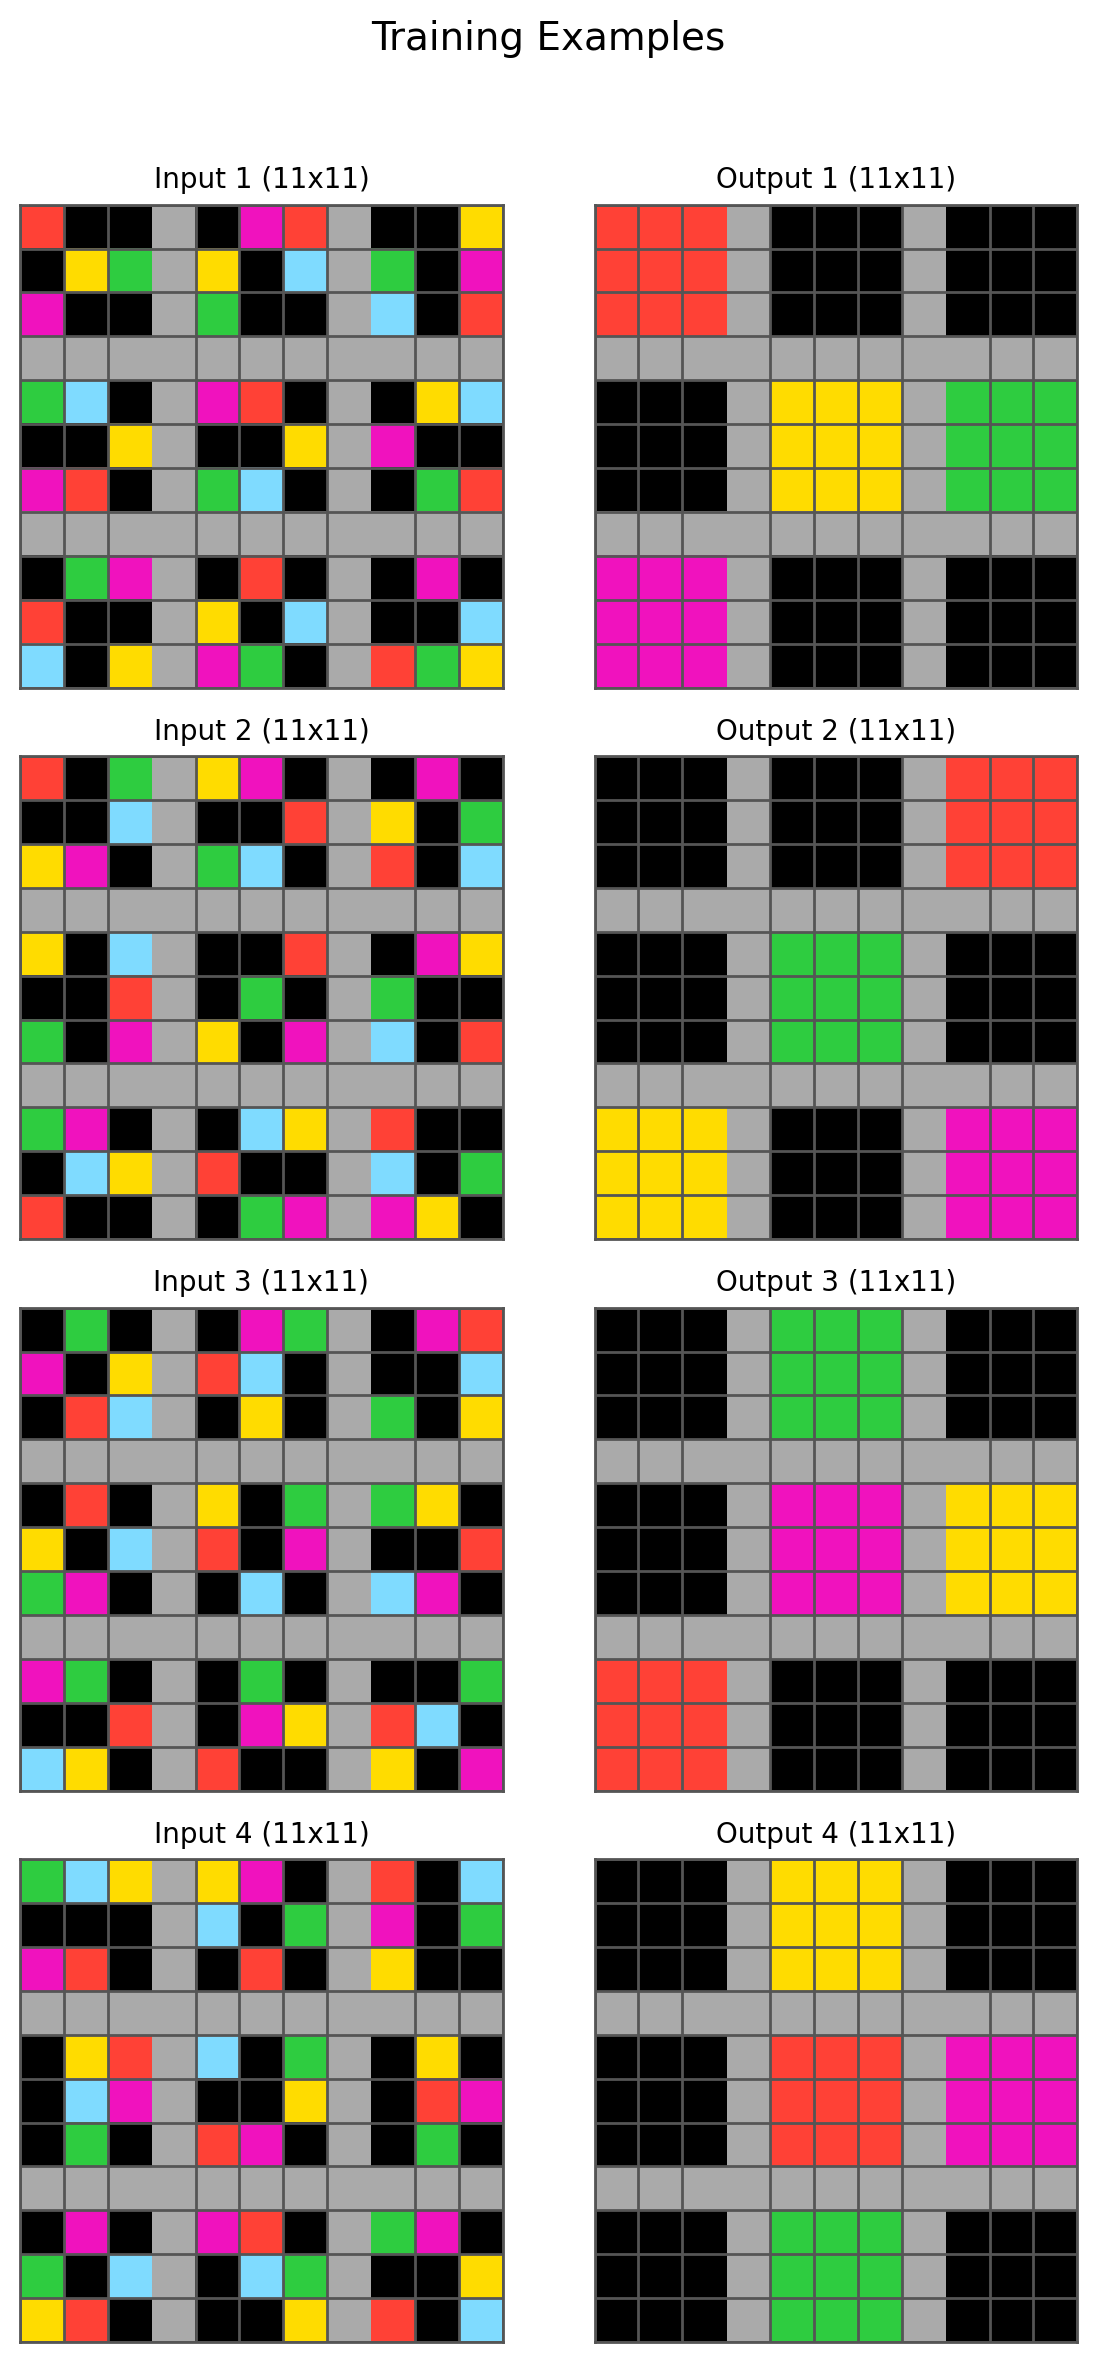 Training Examples
Input 1 (11x11)
Output 1 (11x11)
Input 2 (11x11)
Output 2 (11x11)
Input 3 (11x11)
Output 3 (11x11)
Input 4 (11x11)
Output 4 (11x11)